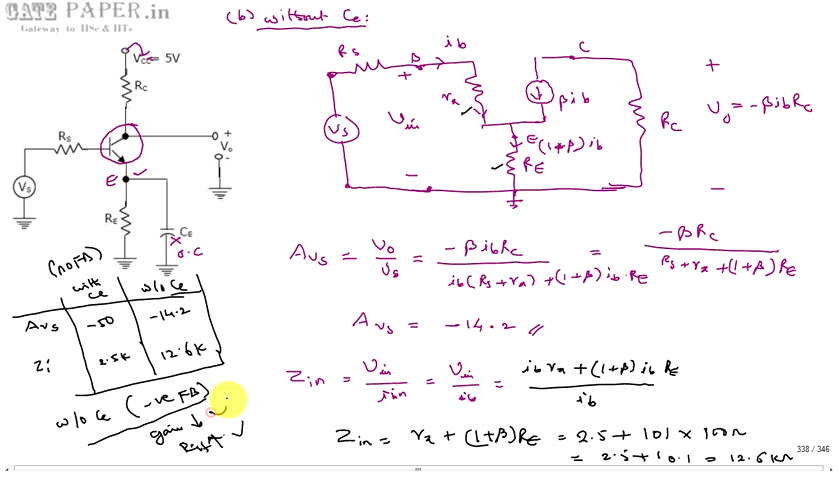 GATE PAPER.in
Gateway to IISc & IITs
(b) without Ce:
Vcc = 5V
Rc
Rs
Vs
E
RE
CE
X
o.c
+
Vo
-
Rs
B
ib
+
Vin
-
rπ
Vs
βib
C
E
(1+β)ib
RE
Rc
+
Vo = -βibRc
-
Avs = Vo/Vs = -βibRc / ib(Rs+rπ)+(1+β)ib.RE = -βRc / Rs+rπ+(1+β)RE
Avs = -14.2
Zin = Vin/iin = Vin/ib = ibrπ+(1+β)ibRE / ib
Zin = rπ+(1+β)RE = 2.5+101×100Ω
= 2.5+10.1 = 12.6KΩ
(no FB)
with Ce
w/o Ce
Avs -50 -14.2
Zi 2.5K 12.6K
w/o Ce (-ve FB)
gain ↓
338 / 346